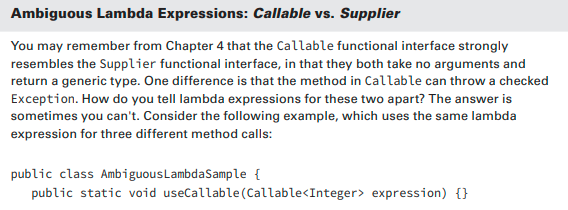 Ambiguous Lambda Expressions: Callable vs. Supplier
You may remember from Chapter 4 that the Callable functional interface strongly
resembles the Supplier functional interface, in that they both take no arguments and
return a generic type. One difference is that the method in Callable can throw a checked
Exception. How do you tell lambda expressions for these two apart? The answer is
sometimes you can't. Consider the following example, which uses the same lambda
expression for three different method calls:
public class AmbiguousLambdaSample {
   public static void useCallable(Callable<Integer> expression) {}